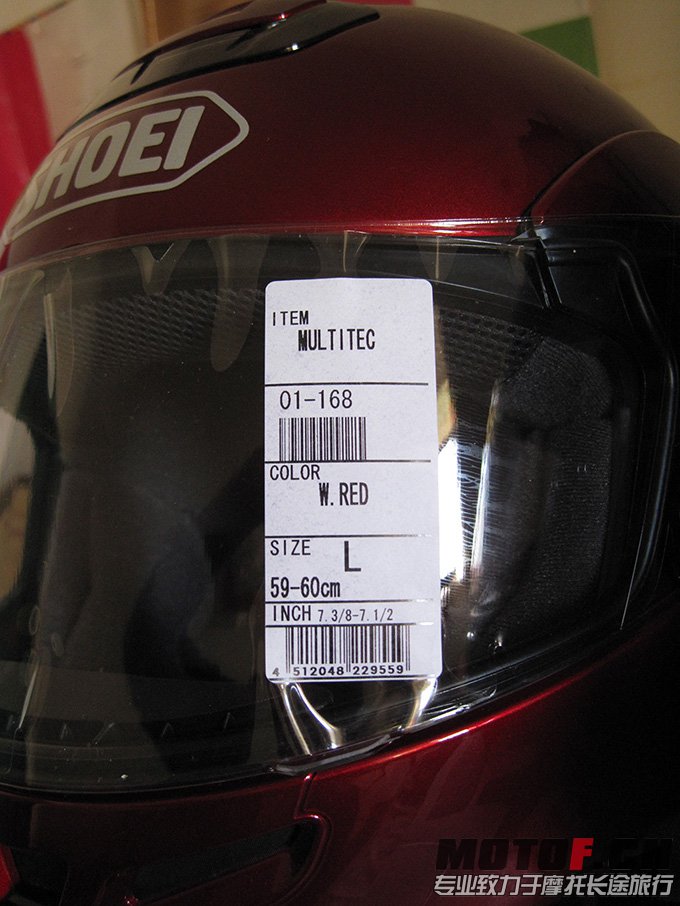 SHOEI
ITEM
MULTITEC
01-168
COLOR
W.RED
SIZE L
59-60cm
INCH 7.3/8-7.1/2
4 512048 229559
MOTOF.CN
专业致力于摩托长途旅行